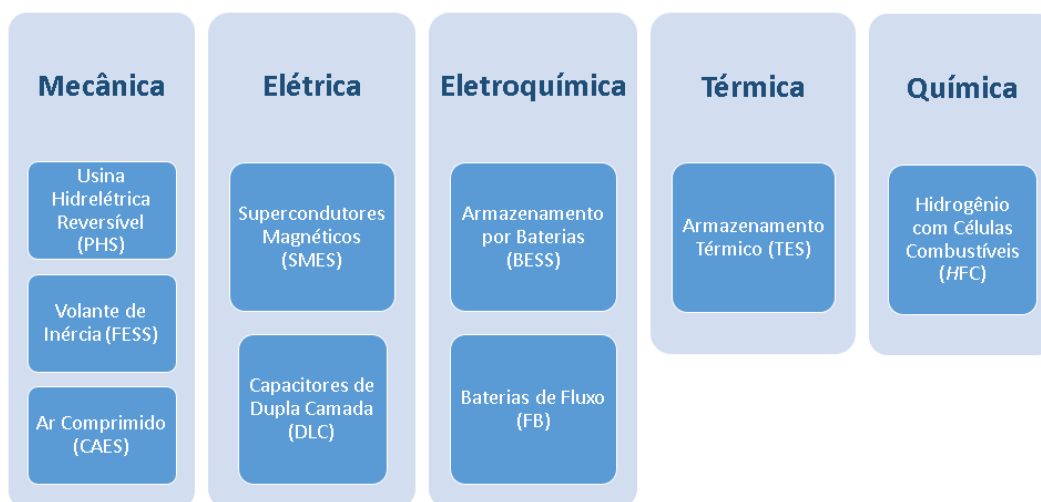 Mecânica
Usina
Hidrelétrica
Reversível
(PHS)
Volante de
Inércia (FESS)
Ar Comprimido
(CAES)
Elétrica
Supercondutores
Magnéticos
(SMES)
Capacitores de
Dupla Camada
(DLC)
Eletroquímica
Armazenamento
por Baterias
(BESS)
Baterias de Fluxo
(FB)
Térmica
Armazenamento
Térmico (TES)
Química
Hidrogênio
com Células
Combustíveis
(HFC)